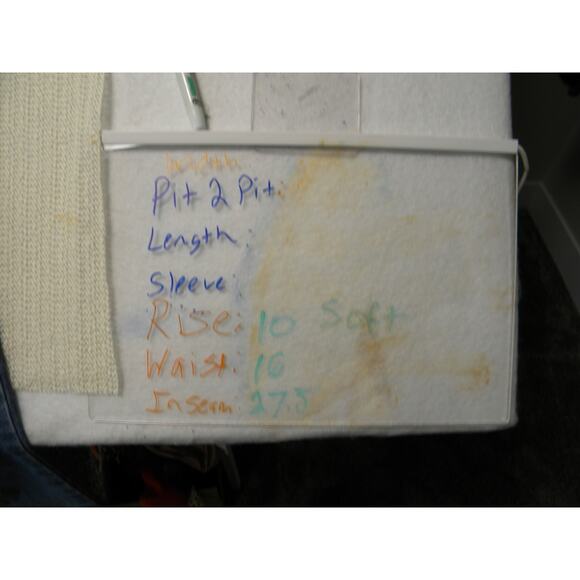 Pit 2 Pit:
Length:
Sleeve:
Rise: 10 Soft
Waist: 16
Inseam: 27.5